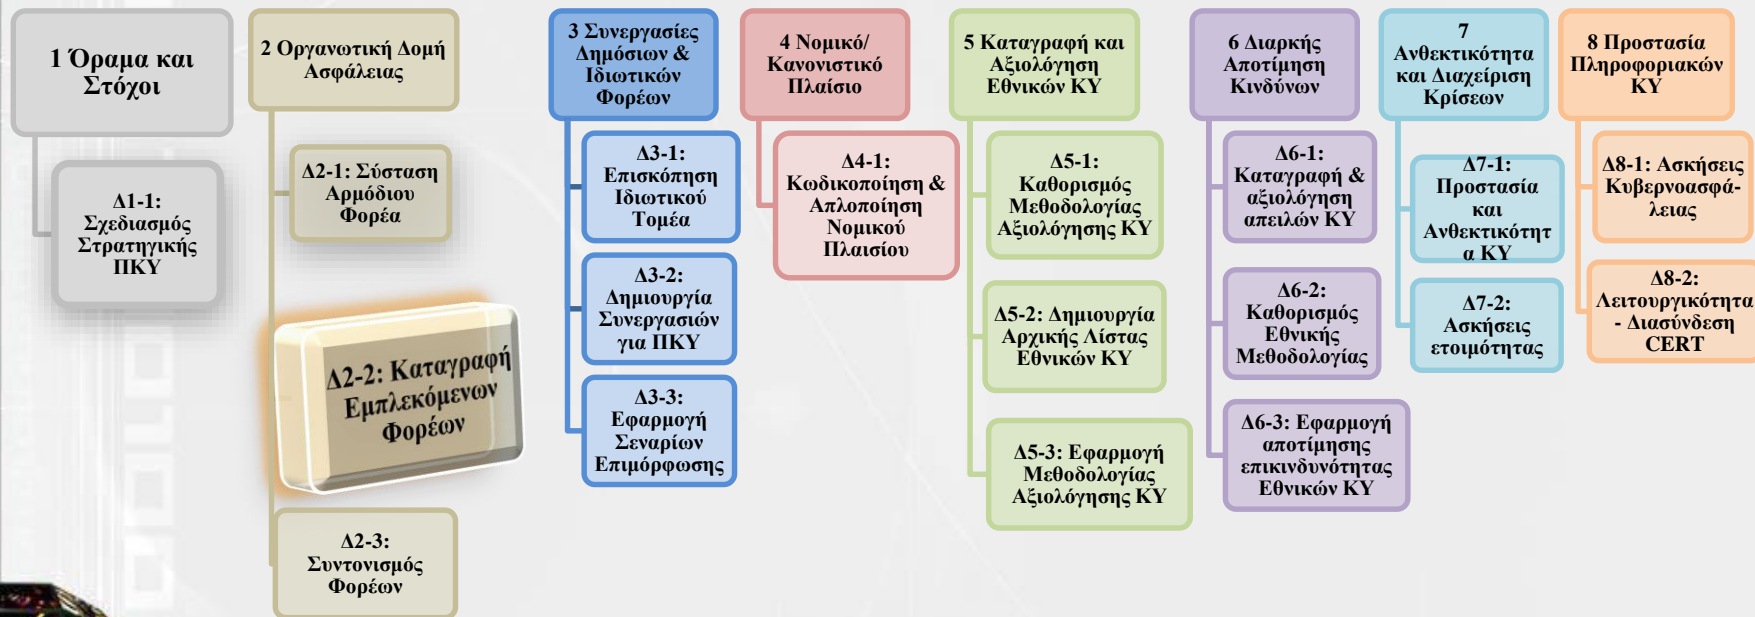 1 Όραμα και
Στόχοι
Δ1-1:
Σχεδιασμός
Στρατηγικής
ΠΚΥ
2 Οργανωτική Δομή
Ασφάλειας
Δ2-1: Σύσταση
Αρμόδιου
Φορέα
Δ2-2: Καταγραφή
Εμπλεκόμενων
Φορέων
Δ2-3:
Συντονισμός
Φορέων
3 Συνεργασίες
Δημόσιων &
Ιδιωτικών
Φορέων
Δ3-1:
Επισκόπηση
Ιδιωτικού
Τομέα
Δ3-2:
Δημιουργία
Συνεργασιών
για ΠΚΥ
Δ3-3:
Εφαρμογή
Σεναρίων
Επιμόρφωσης
4 Νομικό/
Κανονιστικό
Πλαίσιο
Δ4-1:
Κωδικοποίηση &
Απλοποίηση
Νομικού
Πλαισίου
5 Καταγραφή και
Αξιολόγηση
Εθνικών ΚΥ
Δ5-1:
Καθορισμός
Μεθοδολογίας
Αξιολόγησης ΚΥ
Δ5-2: Δημιουργία
Αρχικής Λίστας
Εθνικών ΚΥ
Δ5-3: Εφαρμογή
Μεθοδολογίας
Αξιολόγησης ΚΥ
6 Διαρκής
Αποτίμηση
Κινδύνων
Δ6-1:
Καταγραφή &
αξιολόγηση
απειλών ΚΥ
Δ6-2:
Καθορισμός
Εθνικής
Μεθοδολογίας
Δ6-3: Εφαρμογή
αποτίμησης
επικινδυνότητας
Εθνικών ΚΥ
7
Ανθεκτικότητα
και Διαχείριση
Κρίσεων
Δ7-1:
Προστασία
και
Ανθεκτικότητ
α ΚΥ
Δ7-2:
Ασκήσεις
ετοιμότητας
8 Προστασία
Πληροφοριακών
ΚΥ
Δ8-1: Ασκήσεις
Κυβερνοασφά-
λειας
Δ8-2:
Λειτουργικότητα
- Διασύνδεση
CERT